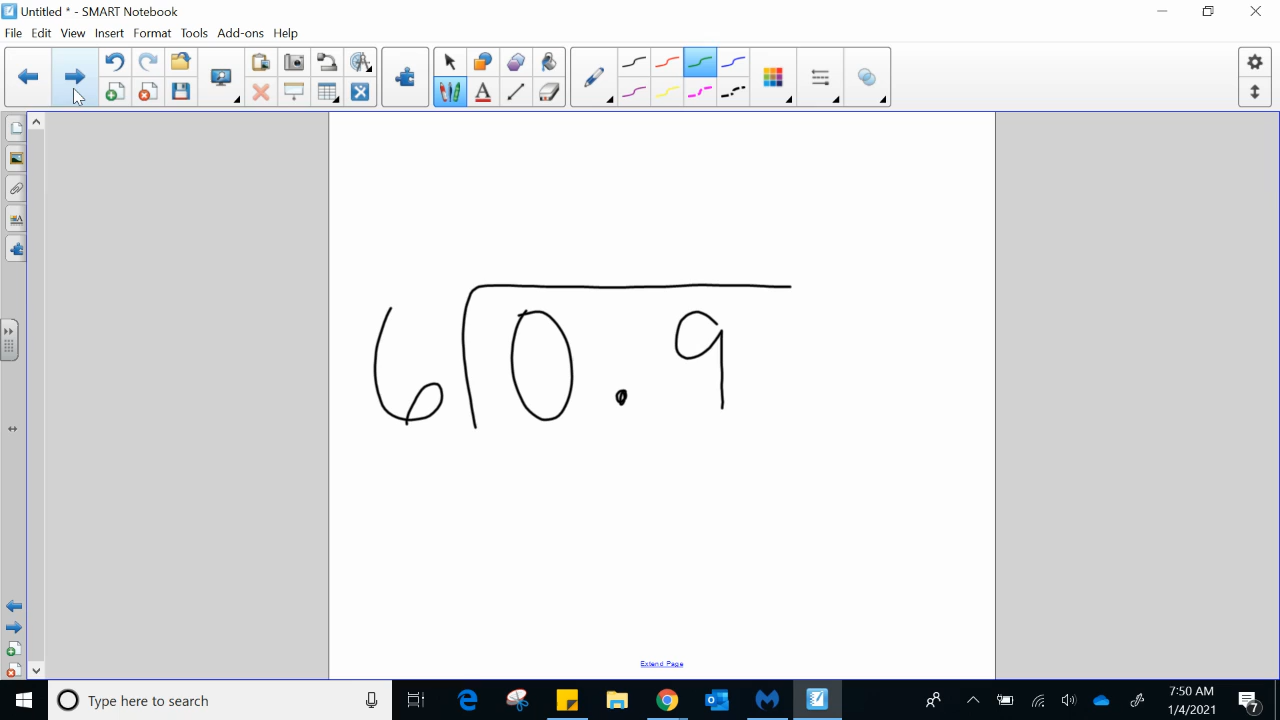 Untitled * - SMART Notebook
File Edit View Insert Format Tools Add-ons Help
6 0.9
Extend Page
Type here to search
7:50 AM
1/4/2021
7